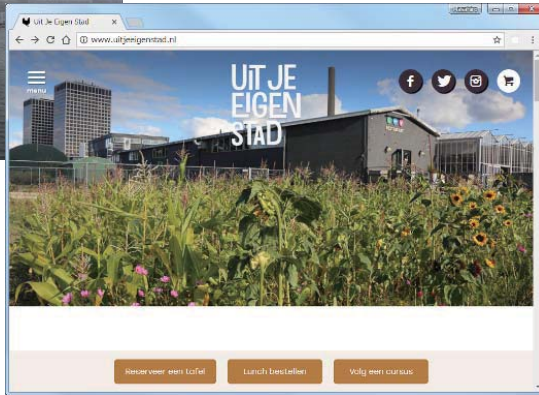 Uit Je Eigen Stad
www.uitjeeigenstad.nl
menu
UIT JE
EIGEN
STAD
Reserveer een tafel
Lunch bestellen
Volg een cursus